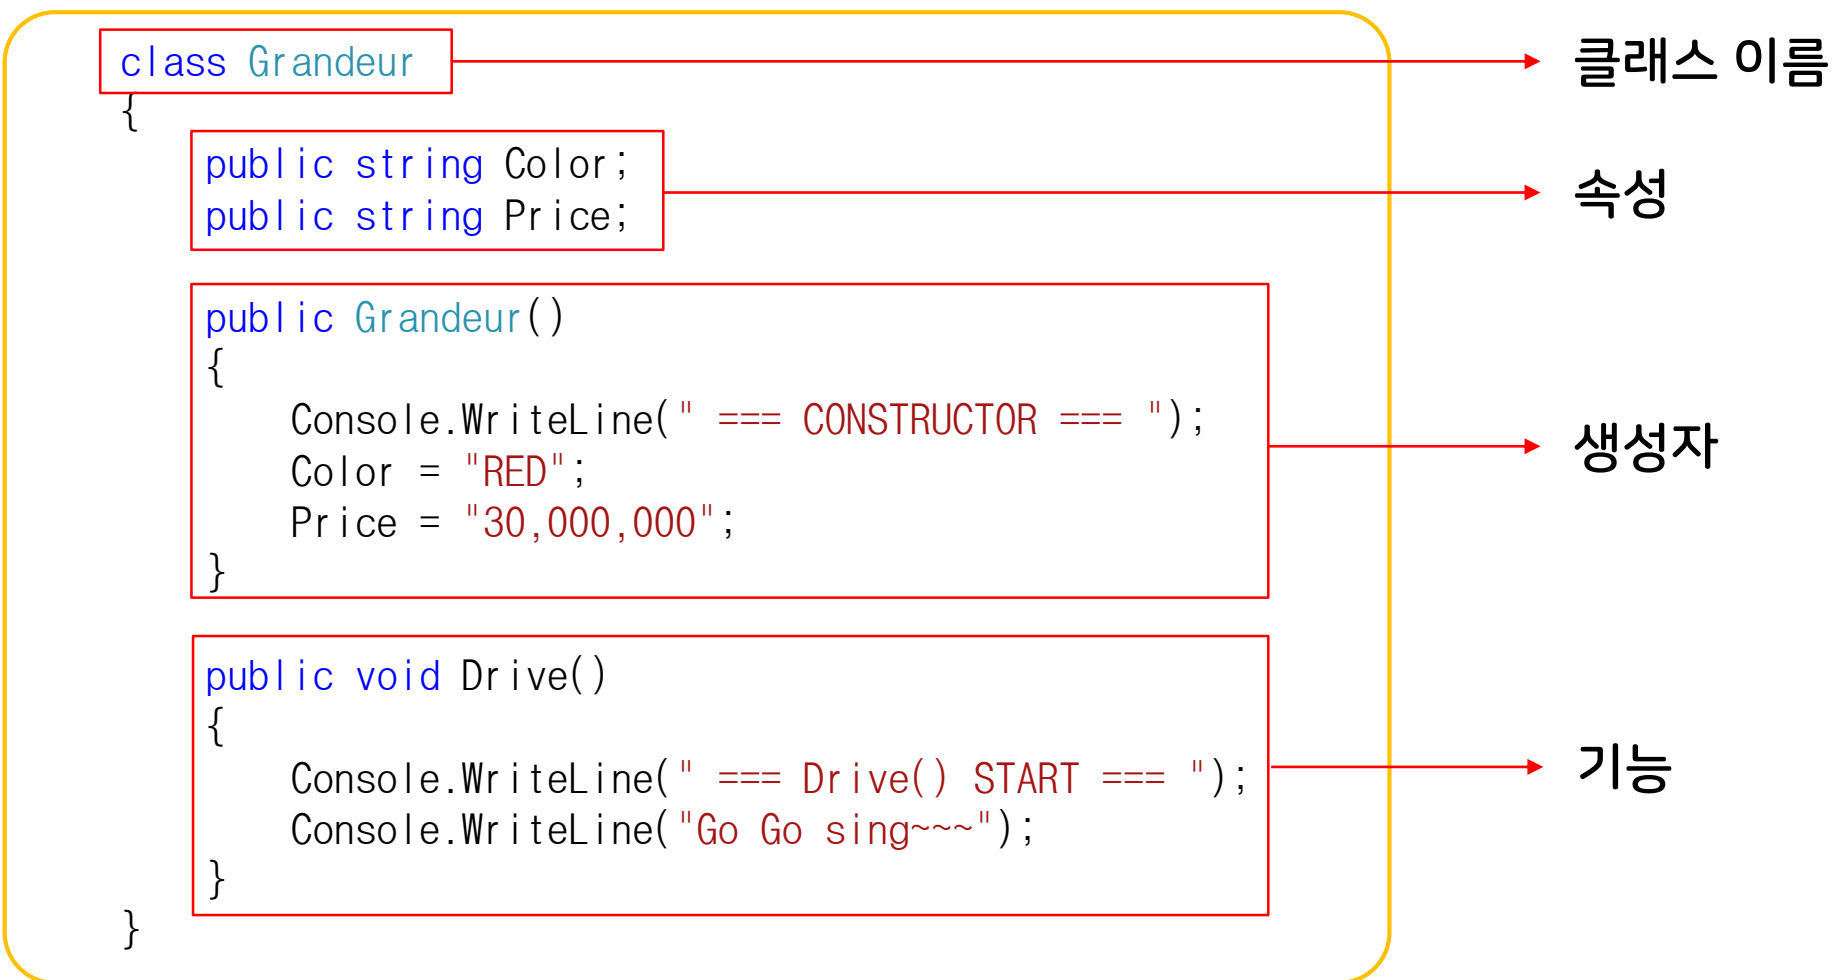 class Grandeur
클래스 이름
{
public string Color;
public string Price;
속성
public Grandeur()
{
Console.WriteLine(" === CONSTRUCTOR === ");
Color = "RED";
Price = "30,000,000";
}
생성자
public void Drive()
{
Console.WriteLine(" === Drive() START === ");
Console.WriteLine("Go Go sing~~~");
}
기능
}